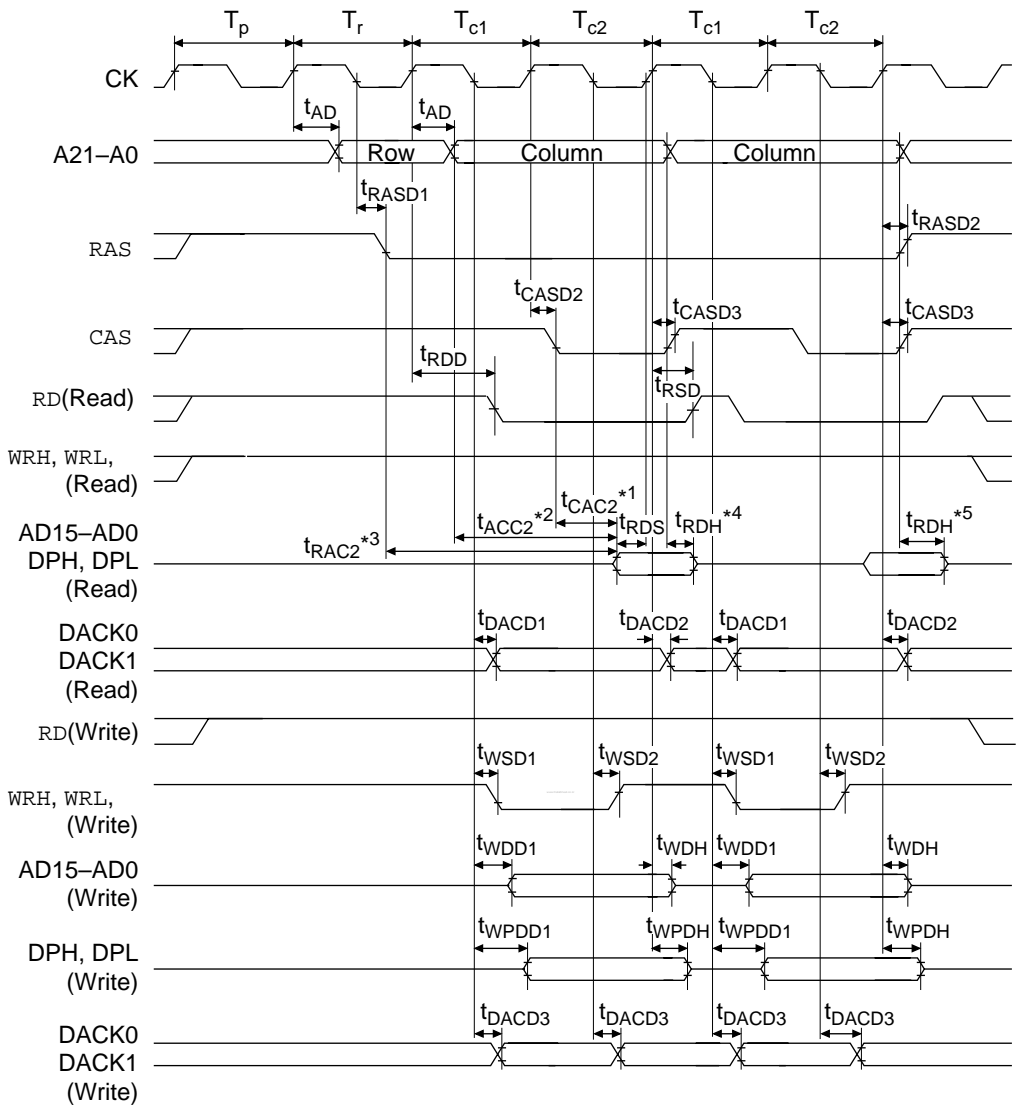 Tp Tr Tc1 Tc2 Tc1 Tc2
CK
tAD tAD
A21–A0 Row Column Column
tRASD1
RAS tRASD2
tCASD2 tCASD3 tCASD3
CAS
tRDD tRSD
RD(Read)
WRH, WRL,
(Read)
tCAC2*1
AD15–AD0 tACC2*2 tRDS tRDH*4 tRDH*5
DPH, DPL tRAC2*3
(Read)
DACK0 tDACD1 tDACD2 tDACD1 tDACD2
DACK1
(Read)
RD(Write)
tWSD1 tWSD2 tWSD1 tWSD2
WRH, WRL,
(Write)
tWDD1 tWDH tWDD1 tWDH
AD15–AD0
(Write)
tWPDD1 tWPDH tWPDD1 tWPDH
DPH, DPL
(Write)
DACK0 tDACD3 tDACD3 tDACD3 tDACD3
DACK1
(Write)